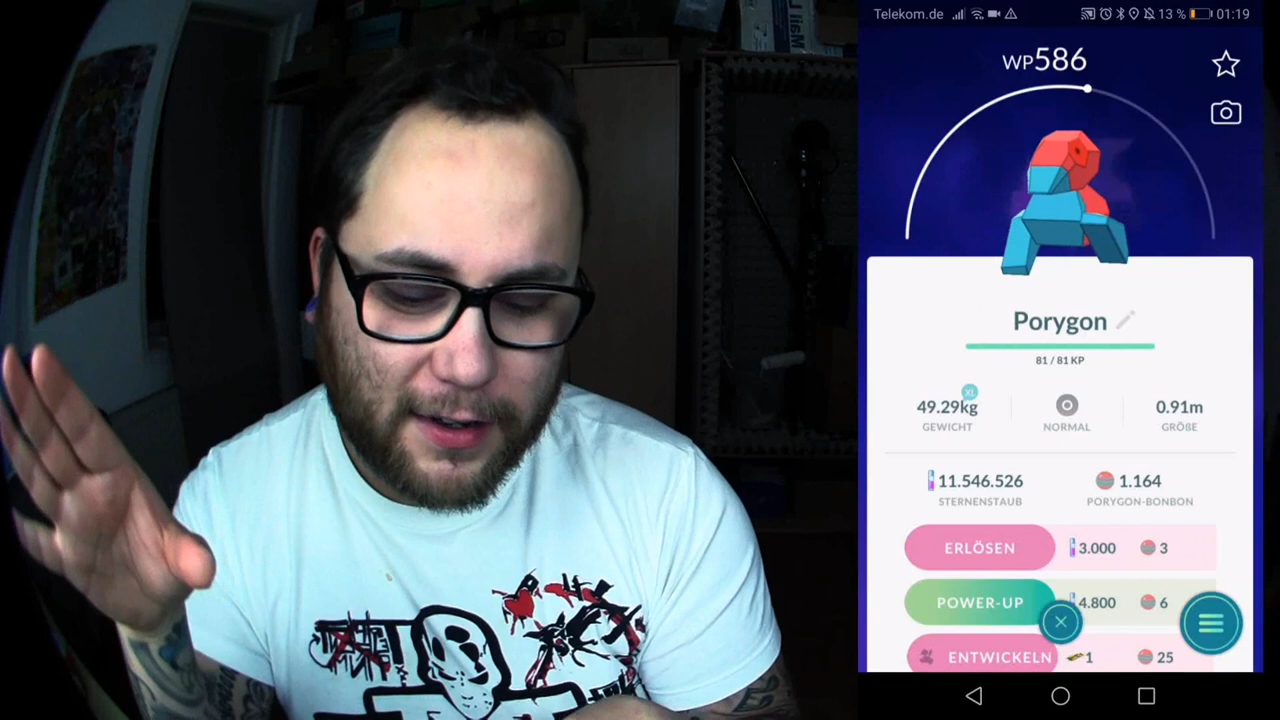 Telekom.de 13 % 01:19
WP586
Porygon
81 / 81 KP
XL
49.29kg
GEWICHT
NORMAL
0.91m
GRÖßE
11.546.526
STERNENSTAUB
1.164
PORYGON-BONBON
ERLÖSEN 3.000 3
POWER-UP 4.800 6
ENTWICKELN 1 25